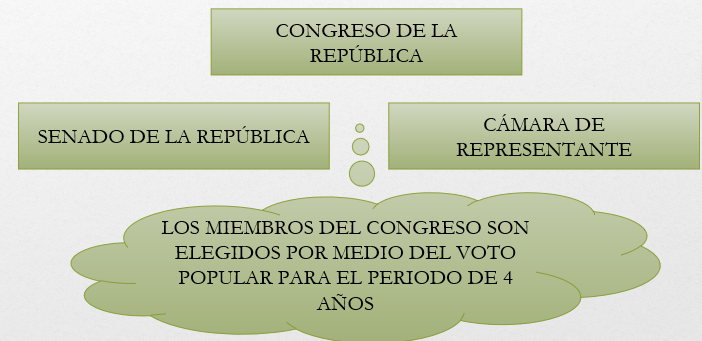 CONGRESO DE LA
REPÚBLICA
SENADO DE LA REPÚBLICA
CÁMARA DE
REPRESENTANTE
LOS MIEMBROS DEL CONGRESO SON
ELEGIDOS POR MEDIO DEL VOTO
POPULAR PARA EL PERIODO DE 4
AÑOS